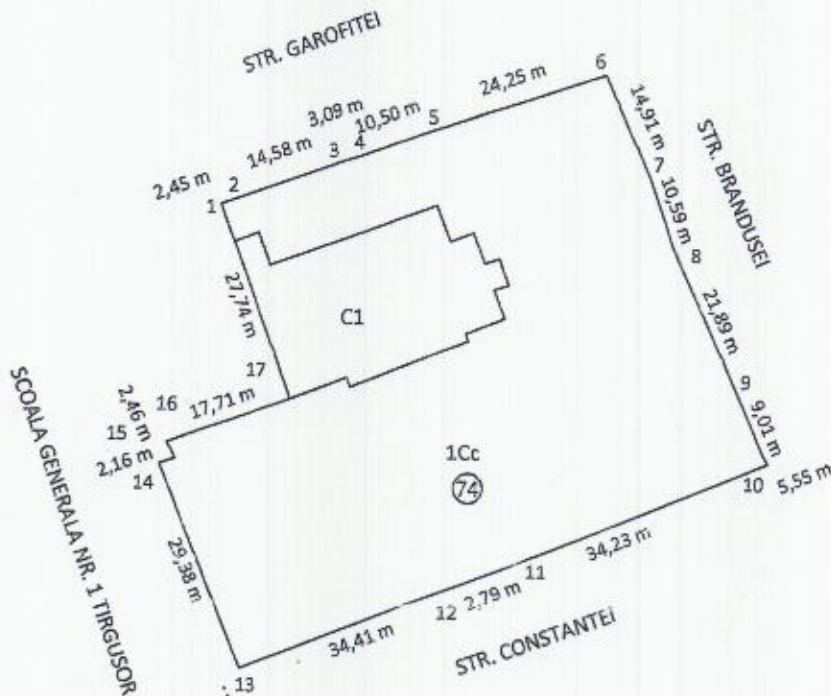 STR. GAROFITEI
6
24,25 m
3,09 m
10,50 m
5
14,58 m
3
4
2,45 m
2
1
14,91 m
7
10,59 m
STR. BRANDUSEI
8
27,74 m
C1
21,89 m
17
16
17,71 m
2,46 m
15
2,16 m
14
9
9,01 m
1Cc
74
10
5,55 m
SCOALA GENERALA NR. 1 TIRGUSOR
29,38 m
34,23 m
11
2,79 m
12
34,41 m
STR. CONSTANTEI
13